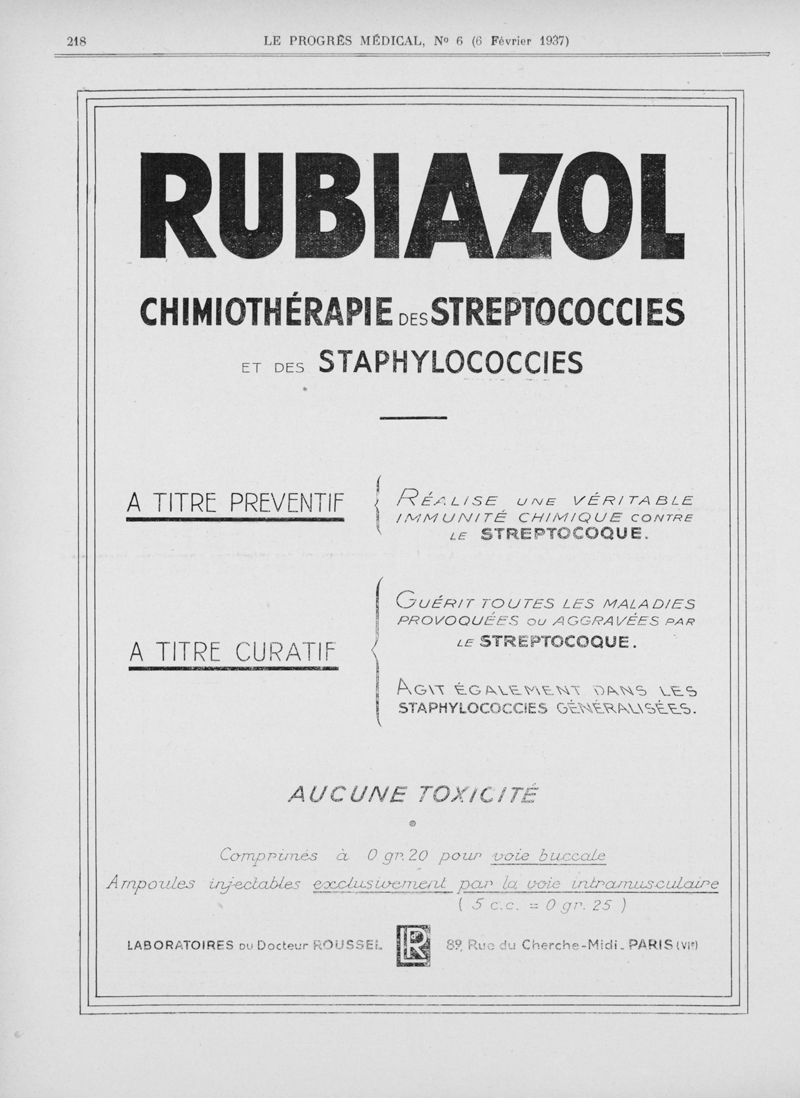 218
LE PROGRÈS MÉDICAL, No 6 (6 Février 1937)
RUBIAZOL
CHIMIOTHÉRAPIE DES STREPTOCOCCIES
ET DES STAPHYLOCOCCIES
A TITRE PREVENTIF
RÉALISE UNE VÉRITABLE
IMMUNITÉ CHIMIQUE CONTRE
LE STREPTOCOQUE.
A TITRE CURATIF
GUÉRIT TOUTES LES MALADIES
PROVOQUÉES OU AGGRAVÉES PAR
LE STREPTOCOQUE.
AGIT ÉGALEMENT DANS LES
STAPHYLOCOCCIES GÉNÉRALISÉES.
AUCUNE TOXICITÉ
Comprimés à 0 gr. 20 pour voie buccale
Ampoules injectables exclusivement par la voie intramusculaire
( 5 c.c. = 0 gr. 25 )
LABORATOIRES DU Docteur ROUSSEL
LR
89, Rue du Cherche-Midi. PARIS (VIe)